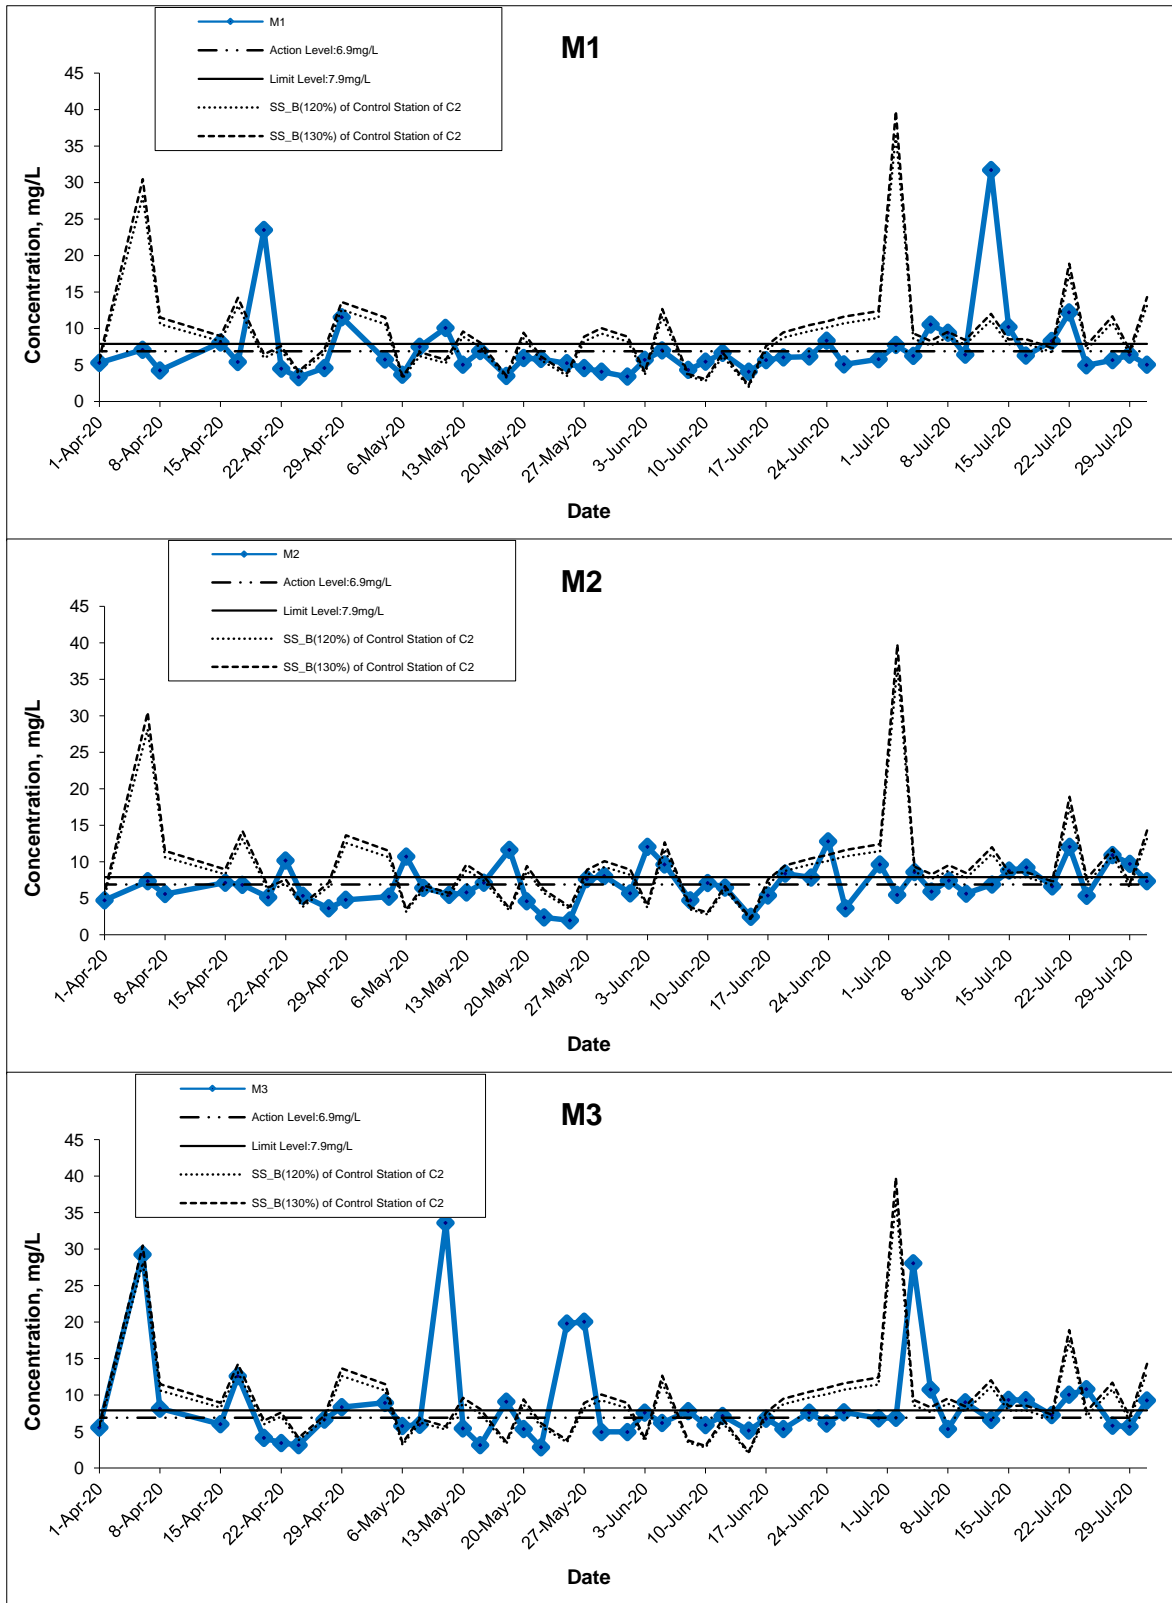 M1
M1
Action Level:6.9mg/L
Limit Level:7.9mg/L
SS_B(120%) of Control Station of C2
SS_B(130%) of Control Station of C2
Concentration, mg/L
45
40
35
30
25
20
15
10
5
0
1-Apr-20
8-Apr-20
15-Apr-20
22-Apr-20
29-Apr-20
6-May-20
13-May-20
20-May-20
27-May-20
3-Jun-20
10-Jun-20
17-Jun-20
24-Jun-20
1-Jul-20
8-Jul-20
15-Jul-20
22-Jul-20
29-Jul-20
Date
M2
M2
Action Level:6.9mg/L
Limit Level:7.9mg/L
SS_B(120%) of Control Station of C2
SS_B(130%) of Control Station of C2
Concentration, mg/L
45
40
35
30
25
20
15
10
5
0
1-Apr-20
8-Apr-20
15-Apr-20
22-Apr-20
29-Apr-20
6-May-20
13-May-20
20-May-20
27-May-20
3-Jun-20
10-Jun-20
17-Jun-20
24-Jun-20
1-Jul-20
8-Jul-20
15-Jul-20
22-Jul-20
29-Jul-20
Date
M3
M3
Action Level:6.9mg/L
Limit Level:7.9mg/L
SS_B(120%) of Control Station of C2
SS_B(130%) of Control Station of C2
Concentration, mg/L
45
40
35
30
25
20
15
10
5
0
1-Apr-20
8-Apr-20
15-Apr-20
22-Apr-20
29-Apr-20
6-May-20
13-May-20
20-May-20
27-May-20
3-Jun-20
10-Jun-20
17-Jun-20
24-Jun-20
1-Jul-20
8-Jul-20
15-Jul-20
22-Jul-20
29-Jul-20
Date